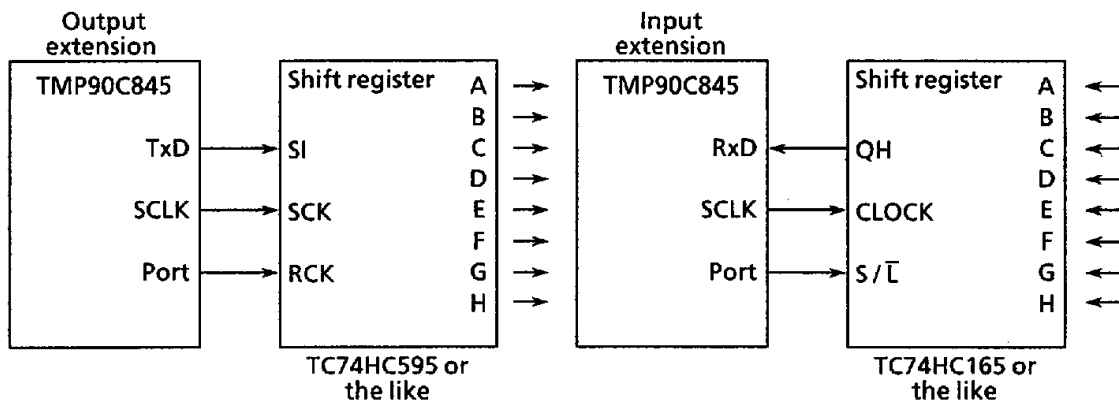 Output
extension
TMP90C845
TxD
SCLK
Port
Shift register
SI
SCK
RCK
A
B
C
D
E
F
G
H
TC74HC595 or
the like
Input
extension
TMP90C845
RxD
SCLK
Port
Shift register
QH
CLOCK
S/L̅
A
B
C
D
E
F
G
H
TC74HC165 or
the like